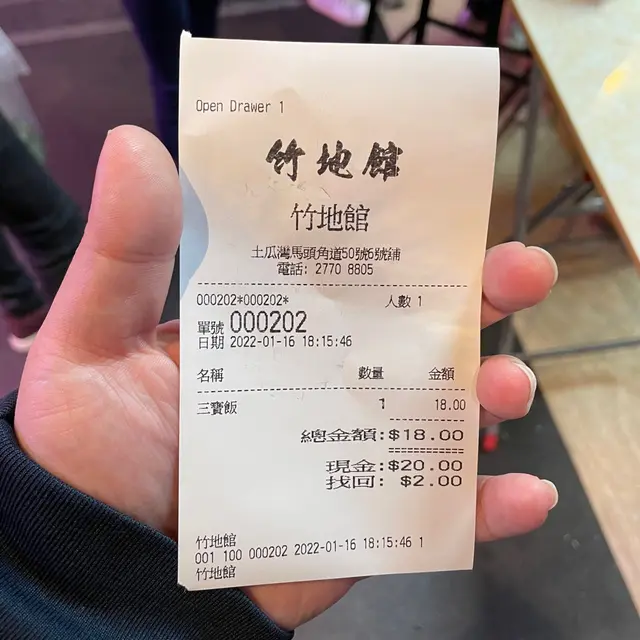 Open Drawer 1
竹地館
竹地館
土瓜灣馬頭角道50號6號舖
電話: 2770 8805
000202*000202* 人數 1
單號 000202
日期 2022-01-16 18:15:46
名稱 數量 金額
三寶飯 1 18.00
總金額:$18.00
現金:$20.00
找回: $2.00
竹地館
001 100 000202 2022-01-16 18:15:46 1
竹地館